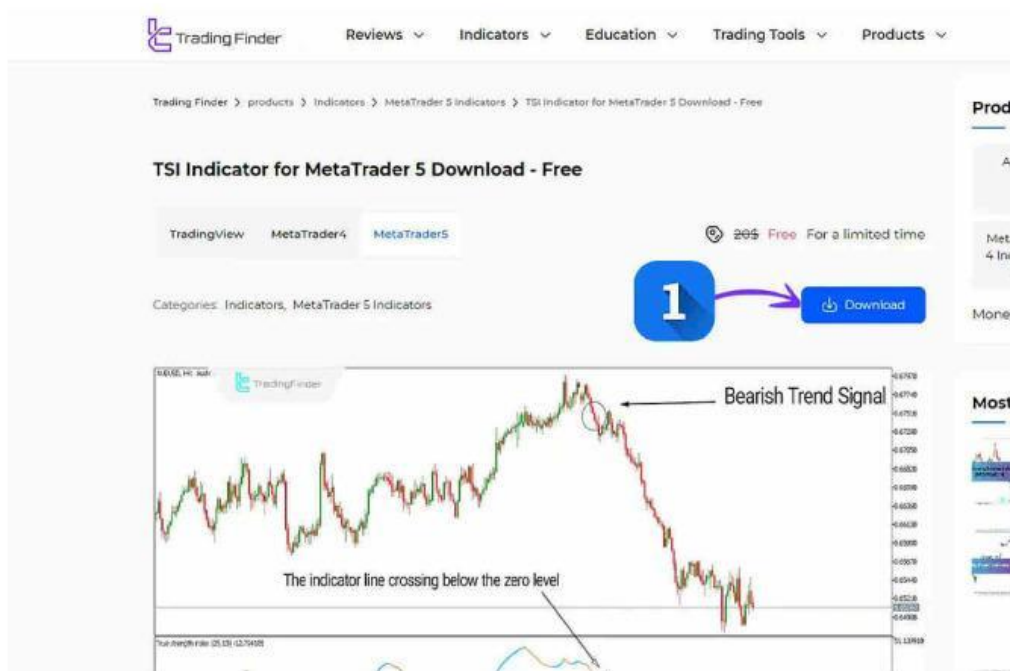 Trading Finder
Reviews Indicators Education Trading Tools Products
Trading Finder > products > Indicators > MetaTrader 5 Indicators > TSI Indicator for MetaTrader 5 Download - Free
Prod
TSI Indicator for MetaTrader 5 Download - Free
TradingView MetaTrader4 MetaTrader5
20$ Free For a limited time
Met
4 In
Categories: Indicators, MetaTrader 5 Indicators
1
Download
Mone
TradingFinder
Bearish Trend Signal
Most
The indicator line crossing below the zero level